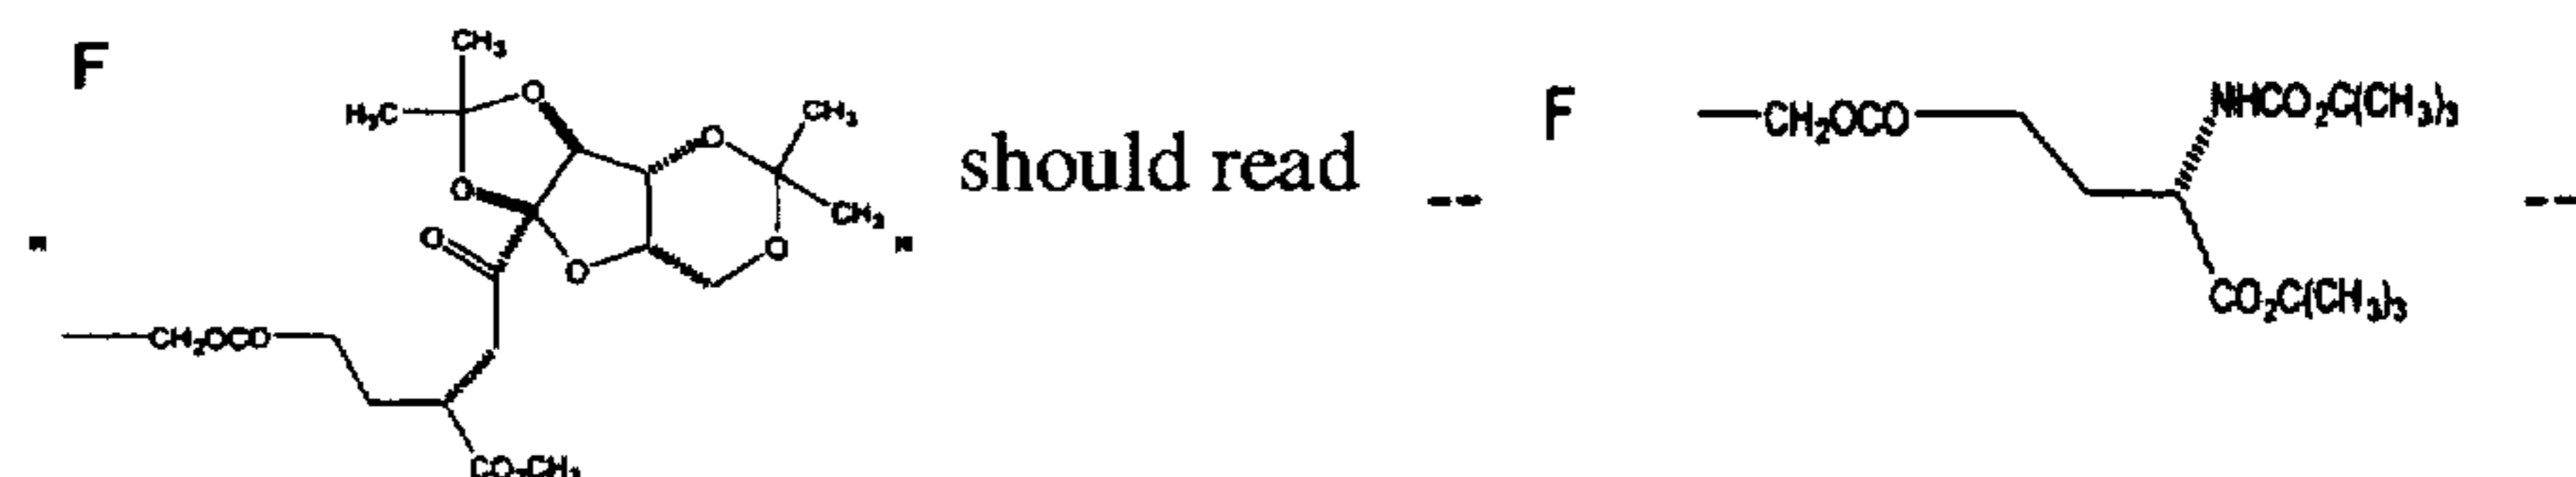 F
CH₃
H₃C
O
O
O
CH₃
CH₃
O
O
O
CH₂OCO
CO₂CH₃
"
"
should read
--
F
CH₂OCO
NHCO₂C(CH₃)₃
CO₂C(CH₃)₃
--